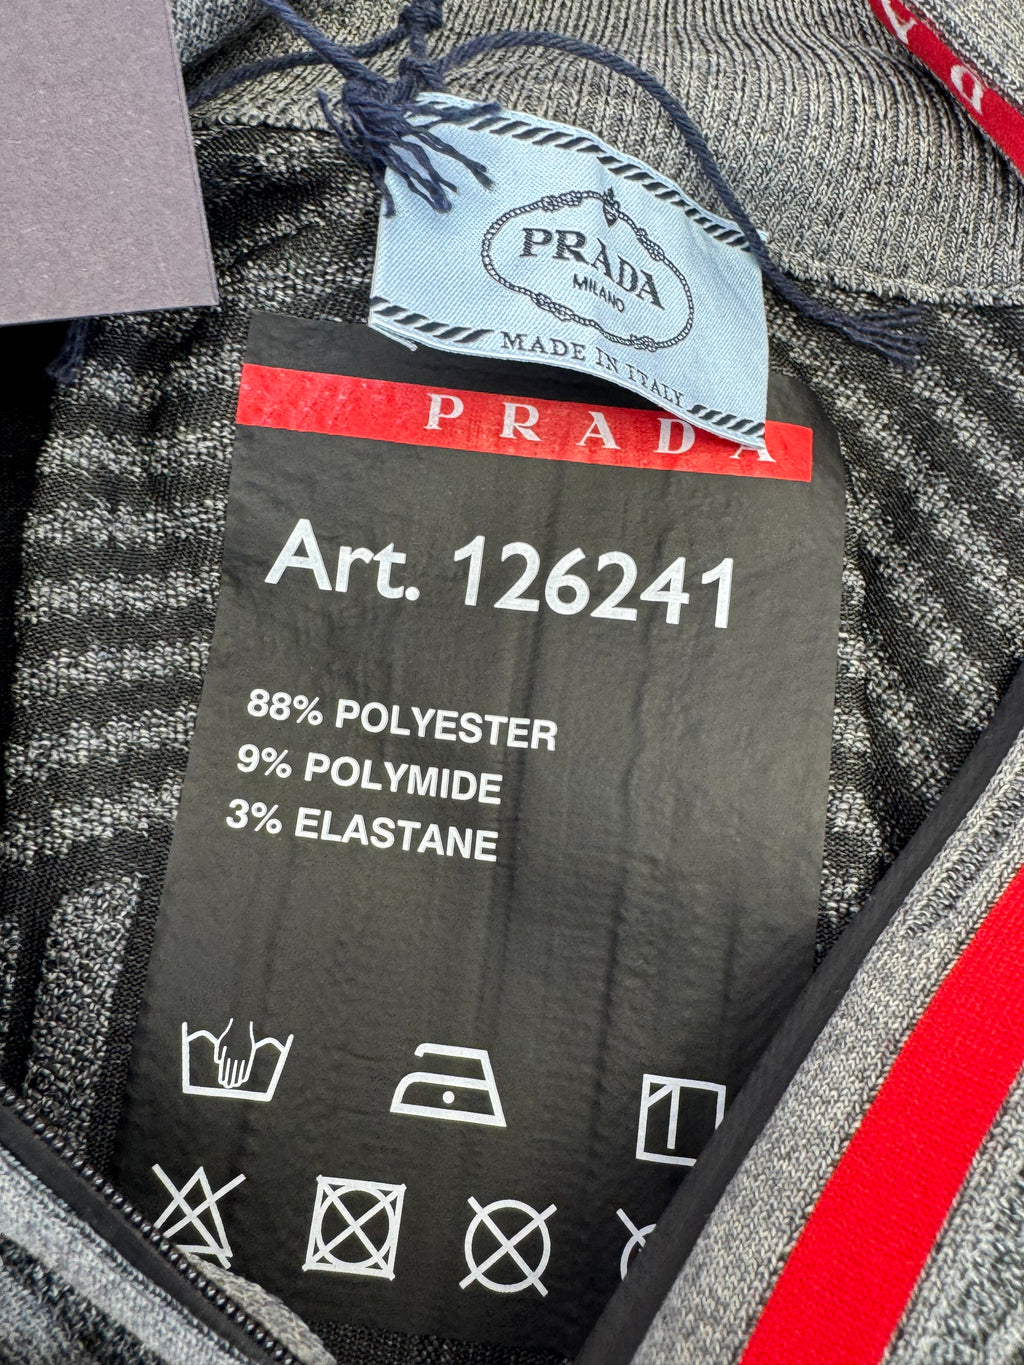 PRADA
MILANO
MADE IN ITALY
PRADA
Art. 126241
88% POLYESTER
9% POLYMIDE
3% ELASTANE